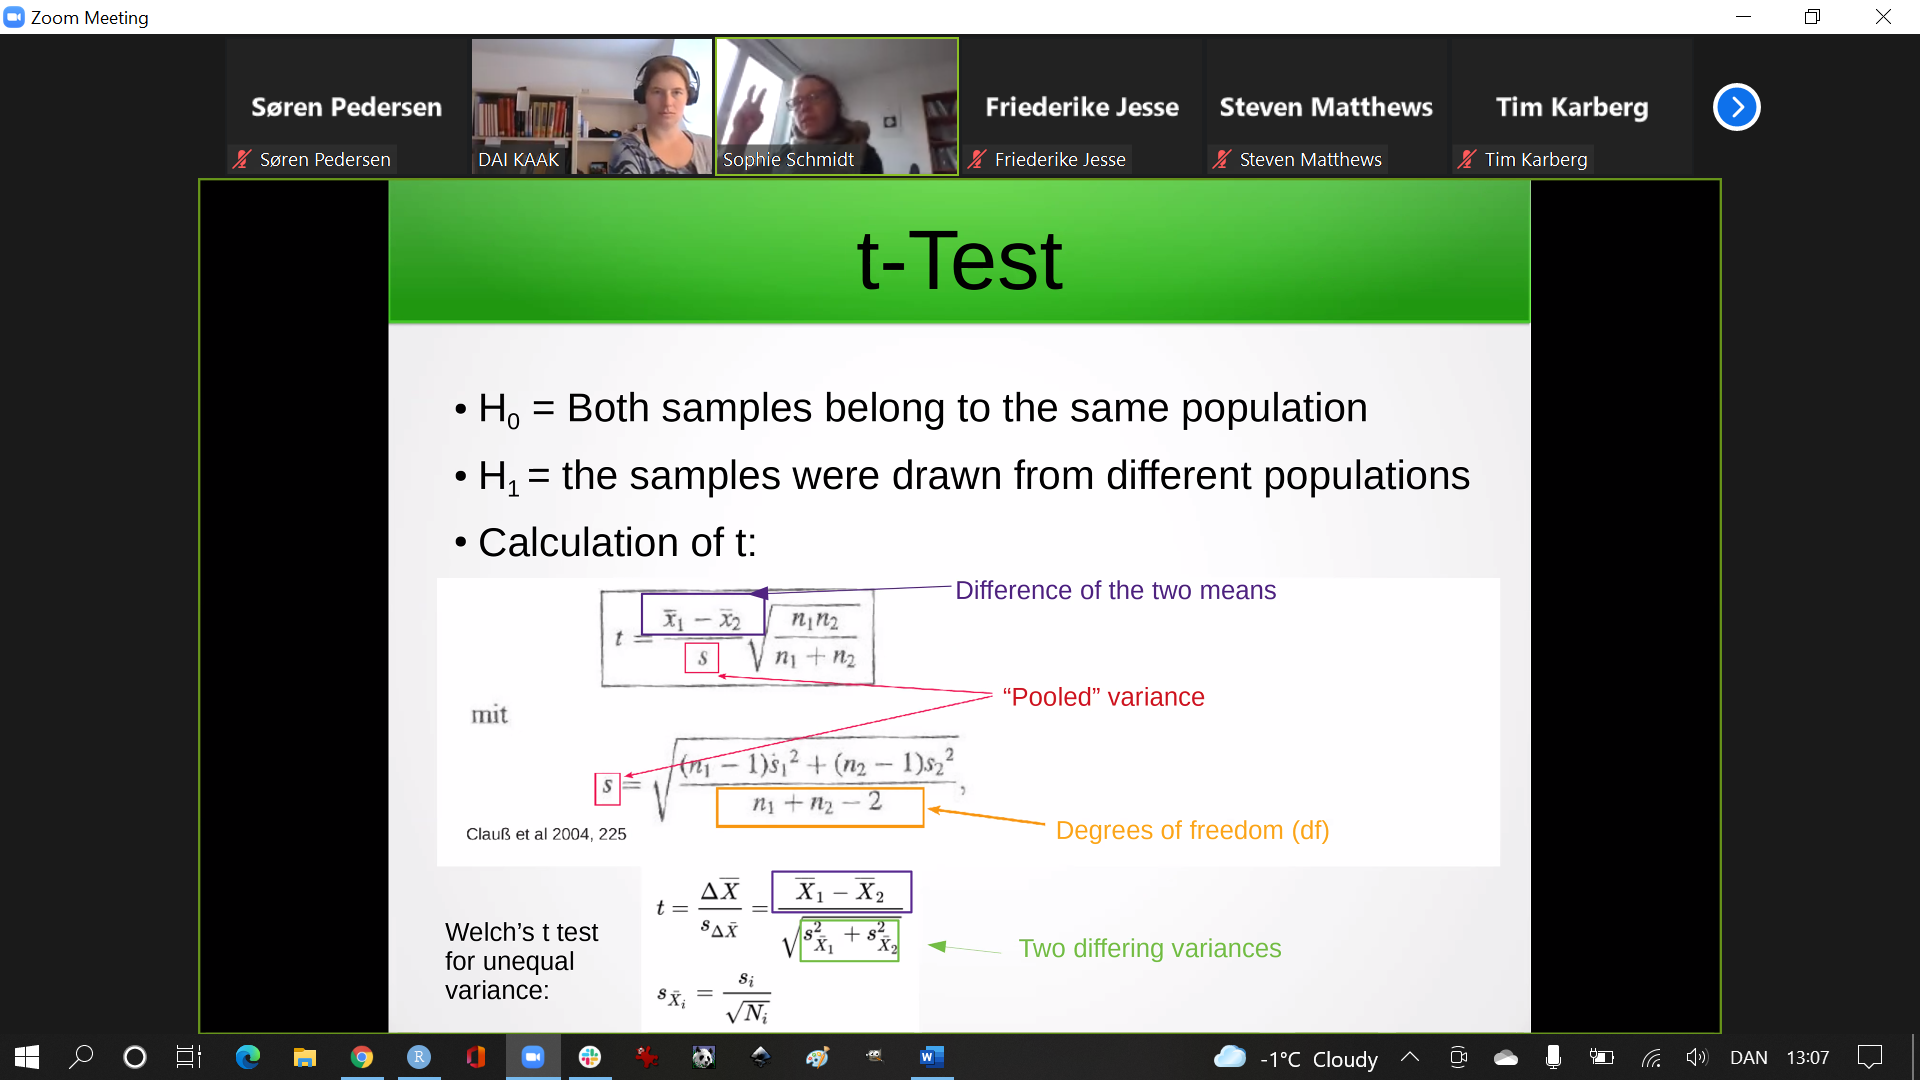 Zoom Meeting
Søren Pedersen
Friederike Jesse
Steven Matthews
Tim Karberg
Søren Pedersen
DAI KAAK
Sophie Schmidt
Friederike Jesse
Steven Matthews
Tim Karberg
t-Test
• H₀ = Both samples belong to the same population
• H₁ = the samples were drawn from different populations
• Calculation of t:
Difference of the two means
t = (x̄₁ − x̄₂)/s √(n₁n₂/(n₁ + n₂))
“Pooled” variance
mit
s = √(((n₁ − 1)s₁² + (n₂ − 1)s₂²)/(n₁ + n₂ − 2)),
Degrees of freedom (df)
Clauß et al 2004, 225
Welch’s t test
for unequal
variance:
t = ΔX̄/s_ΔX̄ = (X̄₁ − X̄₂)/√(s²_X̄₁ + s²_X̄₂)
Two differing variances
s_X̄ᵢ = sᵢ/√Nᵢ
-1°C Cloudy
DAN
13:07